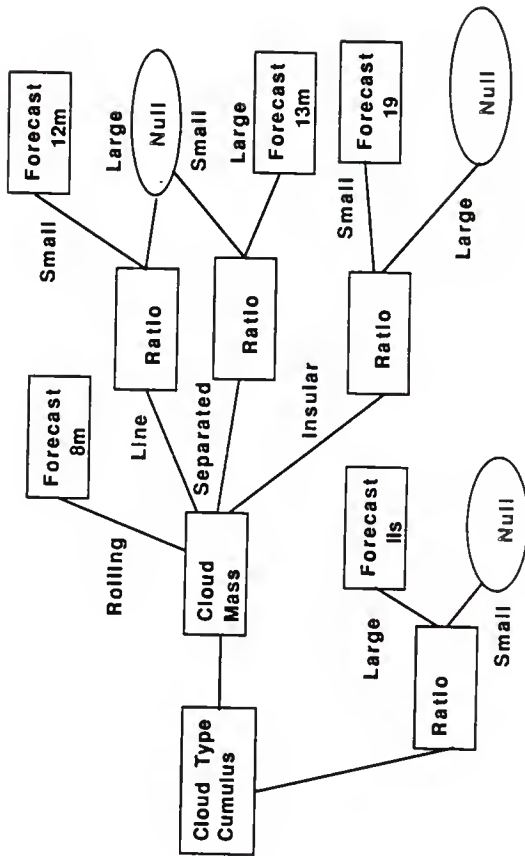 Cloud Type
Cumulus
Cloud
Mass
Rolling
Forecast
8m
Line
Ratio
Small
Forecast
12m
Large
Null
Separated
Ratio
Small
Large
Forecast
13m
Insular
Ratio
Small
Forecast
19
Large
Null
Ratio
Large
Forecast
IIs
Small
Null